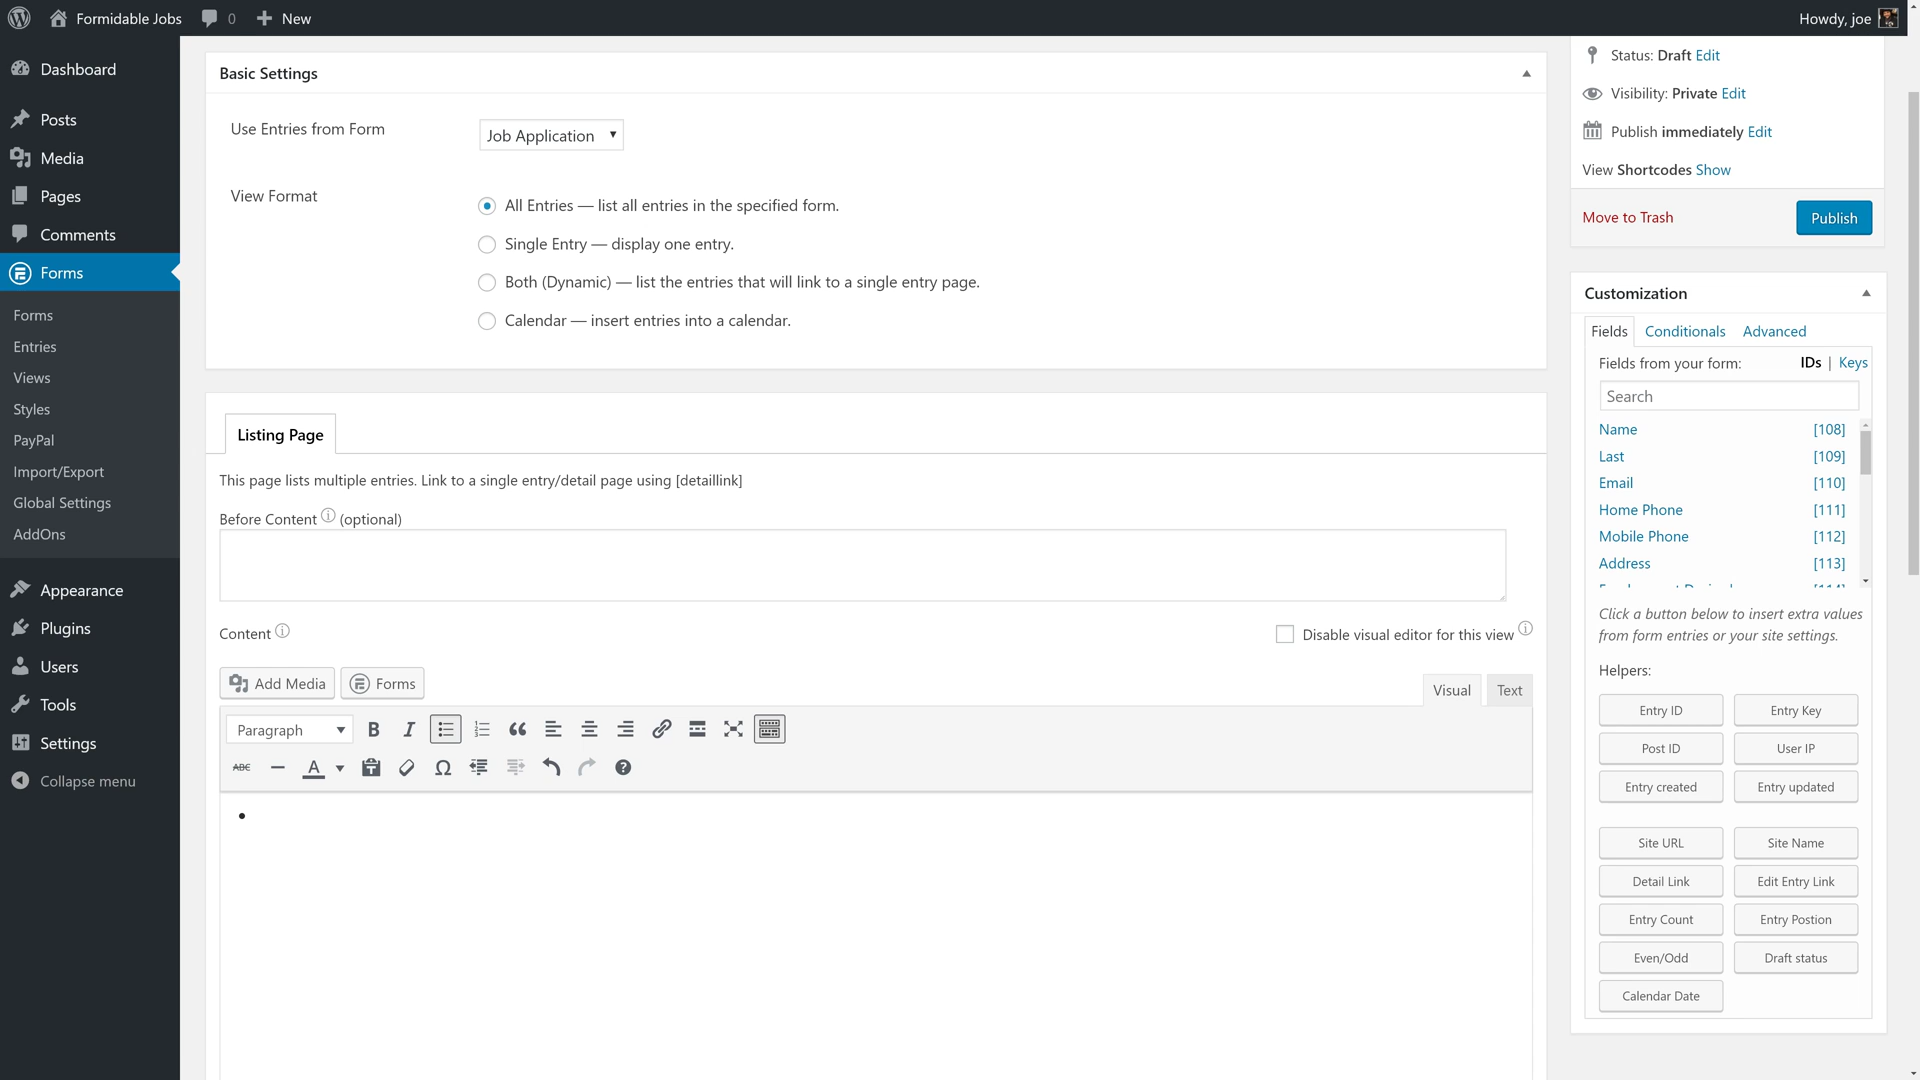 Formidable Jobs
0
New
Howdy, joe
Dashboard
Posts
Media
Pages
Comments
Forms
Forms
Entries
Views
Styles
PayPal
Import/Export
Global Settings
AddOns
Appearance
Plugins
Users
Tools
Settings
Collapse menu
Basic Settings
Use Entries from Form
Job Application
View Format
All Entries — list all entries in the specified form.
Single Entry — display one entry.
Both (Dynamic) — list the entries that will link to a single entry page.
Calendar — insert entries into a calendar.
Listing Page
This page lists multiple entries. Link to a single entry/detail page using [detaillink]
Before Content (optional)
Content
Disable visual editor for this view
Add Media
Forms
Visual
Text
Paragraph
B
I
ABC
A
Ω
Status: Draft Edit
Visibility: Private Edit
Publish immediately Edit
View Shortcodes Show
Move to Trash
Publish
Customization
Fields
Conditionals
Advanced
Fields from your form:
IDs | Keys
Search
Name [108]
Last [109]
Email [110]
Home Phone [111]
Mobile Phone [112]
Address [113]
Click a button below to insert extra values
from form entries or your site settings.
Helpers:
Entry ID
Entry Key
Post ID
User IP
Entry created
Entry updated
Site URL
Site Name
Detail Link
Edit Entry Link
Entry Count
Entry Postion
Even/Odd
Draft status
Calendar Date